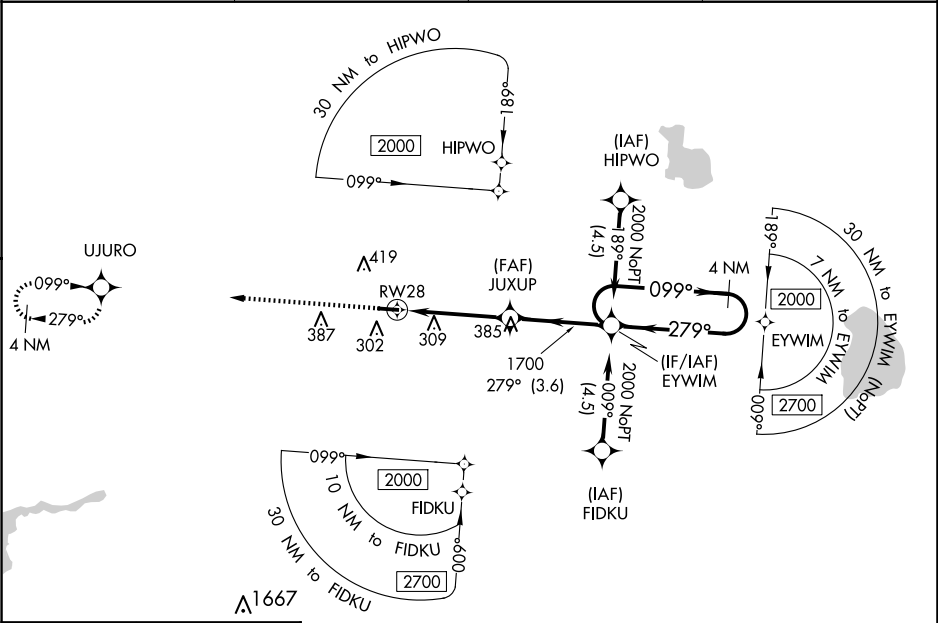 30 NM to HIPWO
189°
2000
HIPWO
099°
(IAF)
HIPWO
2000 NoPT
189°
(4.5)
UJURO
099°
279°
4 NM
419
RW28
(FAF)
JUXUP
4 NM
099°
279°
387
302
309
385
1700
279° (3.6)
(IF/IAF)
EYWIM
2000 NoPT
009°
(4.5)
(IAF)
FIDKU
30 NM to EYWIM (NoPT)
189°
7 NM to EYWIM
2000
EYWIM
2700
009°
099°
2000
FIDKU
10 NM to FIDKU
009°
2700
30 NM to FIDKU
1667